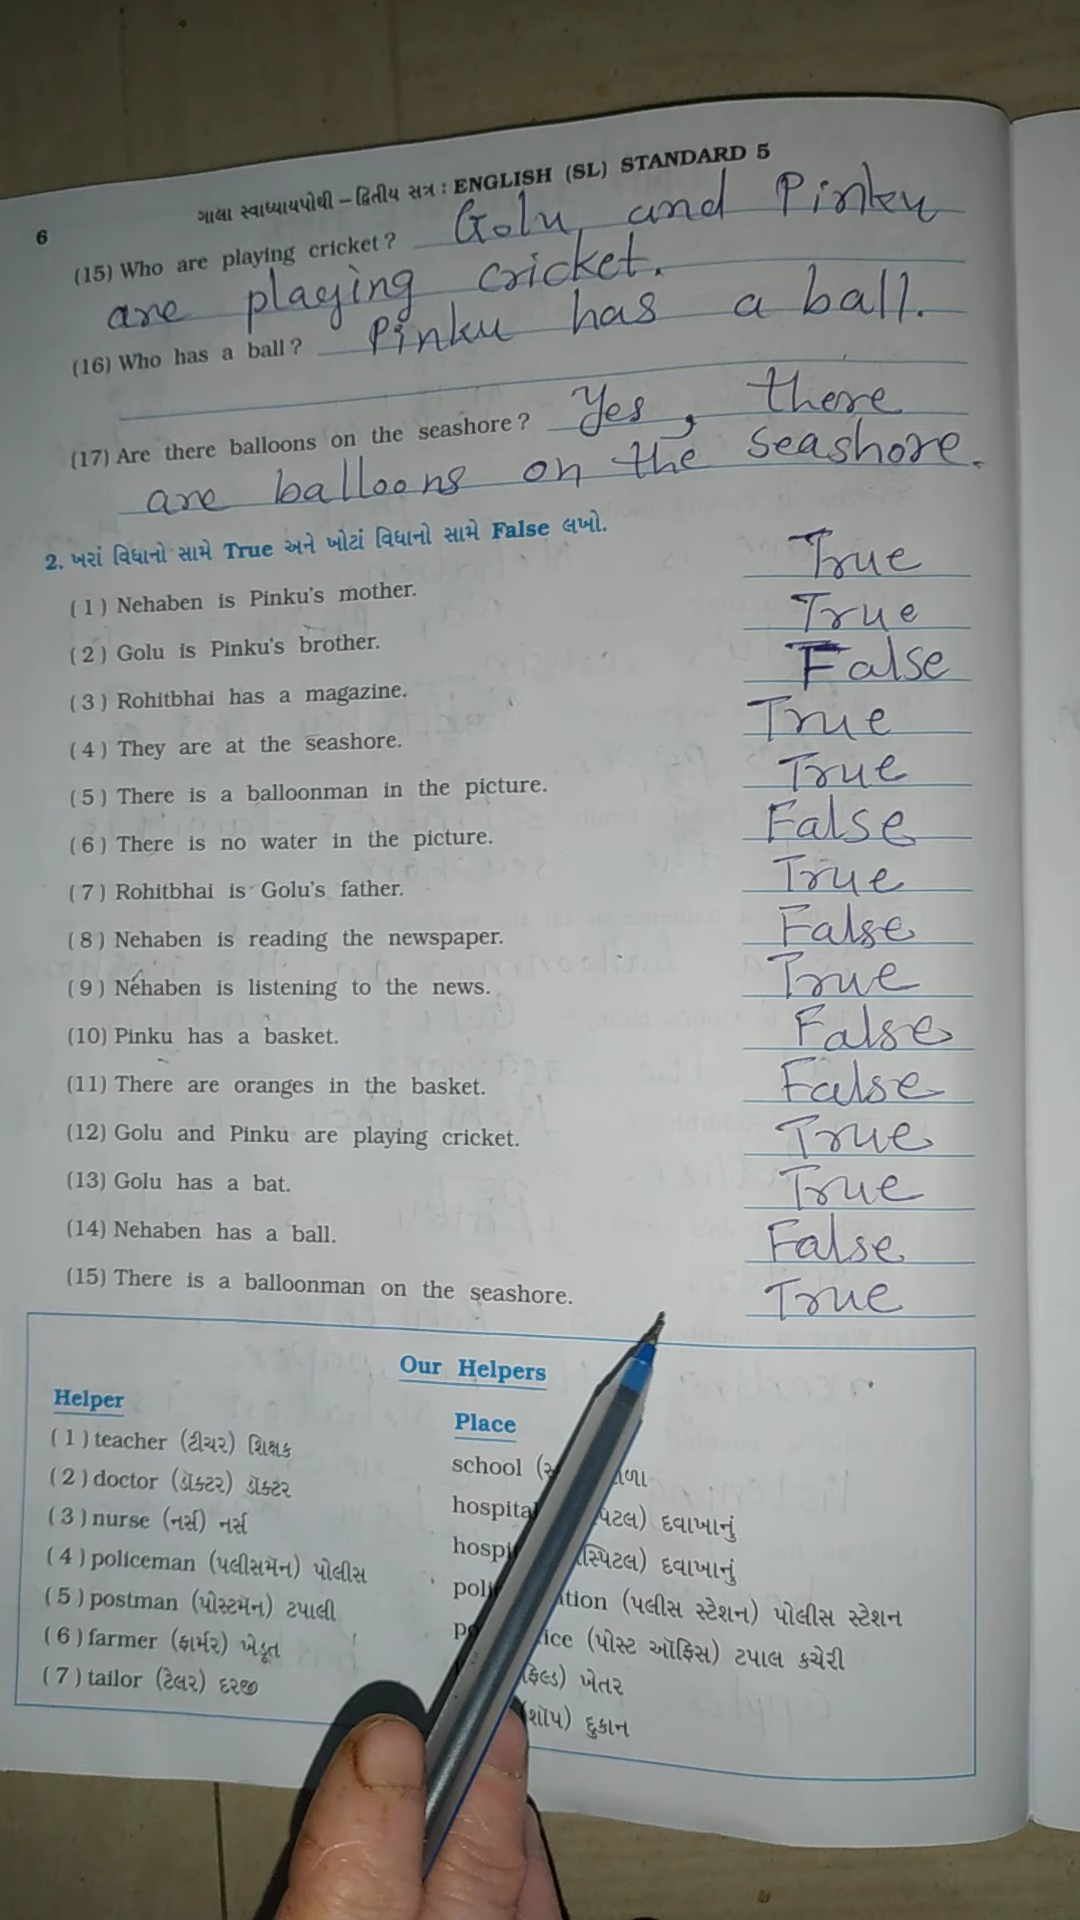 6
ગાલા સ્વાધ્યાયપોથી – દ્વિતીય સત્ર : ENGLISH (SL) STANDARD 5
(15) Who are playing cricket ? Golu and Pinku
are playing cricket.
(16) Who has a ball ? Pinku has a ball.
(17) Are there balloons on the seashore ? Yes, there
are balloons on the seashore.
2. ખરાં વિધાનો સામે True અને ખોટાં વિધાનો સામે False લખો.
(1) Nehaben is Pinku's mother. True
(2) Golu is Pinku's brother. True
(3) Rohitbhai has a magazine. False
(4) They are at the seashore. True
(5) There is a balloonman in the picture. True
(6) There is no water in the picture. False
(7) Rohitbhai is Golu's father. True
(8) Nehaben is reading the newspaper. False
(9) Nehaben is listening to the news. True
(10) Pinku has a basket. False
(11) There are oranges in the basket. False
(12) Golu and Pinku are playing cricket. True
(13) Golu has a bat. True
(14) Nehaben has a ball. False
(15) There is a balloonman on the seashore. True
Our Helpers
Helper Place
(1) teacher (ટીચર) શિક્ષક school
(2) doctor (ડૉક્ટર) ડૉક્ટર દવાખાનું
(3) nurse (નર્સ) નર્સ દવાખાનું
(4) policeman (પલીસમૅન) પોલીસ (પલીસ સ્ટેશન) પોલીસ સ્ટેશન
(5) postman (પોસ્ટમૅન) ટપાલી (પોસ્ટ ઑફિસ) ટપાલ કચેરી
(6) farmer (ફાર્મર) ખેડૂત ખેતર
(7) tailor (ટેલર) દરજી (શૉપ) દુકાન